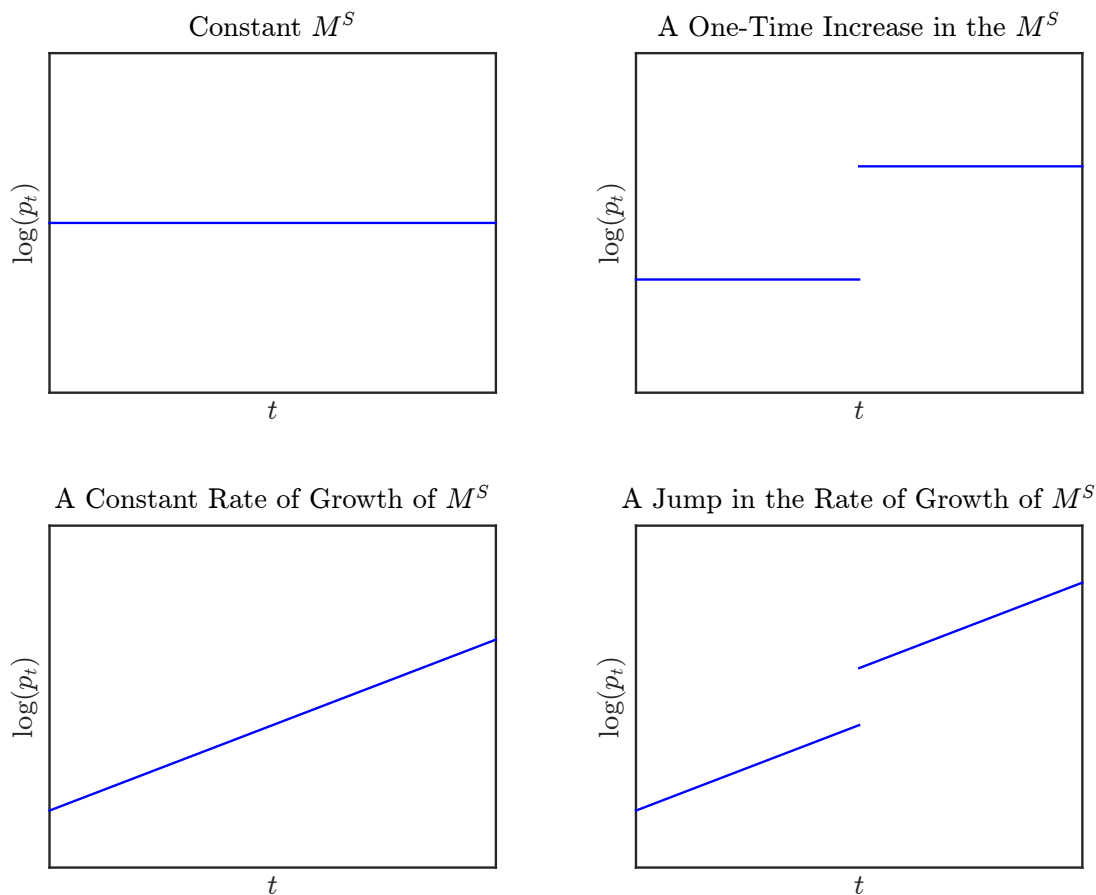 Constant M^S
log(p_t)
t
A One-Time Increase in the M^S
log(p_t)
t
A Constant Rate of Growth of M^S
log(p_t)
t
A Jump in the Rate of Growth of M^S
log(p_t)
t